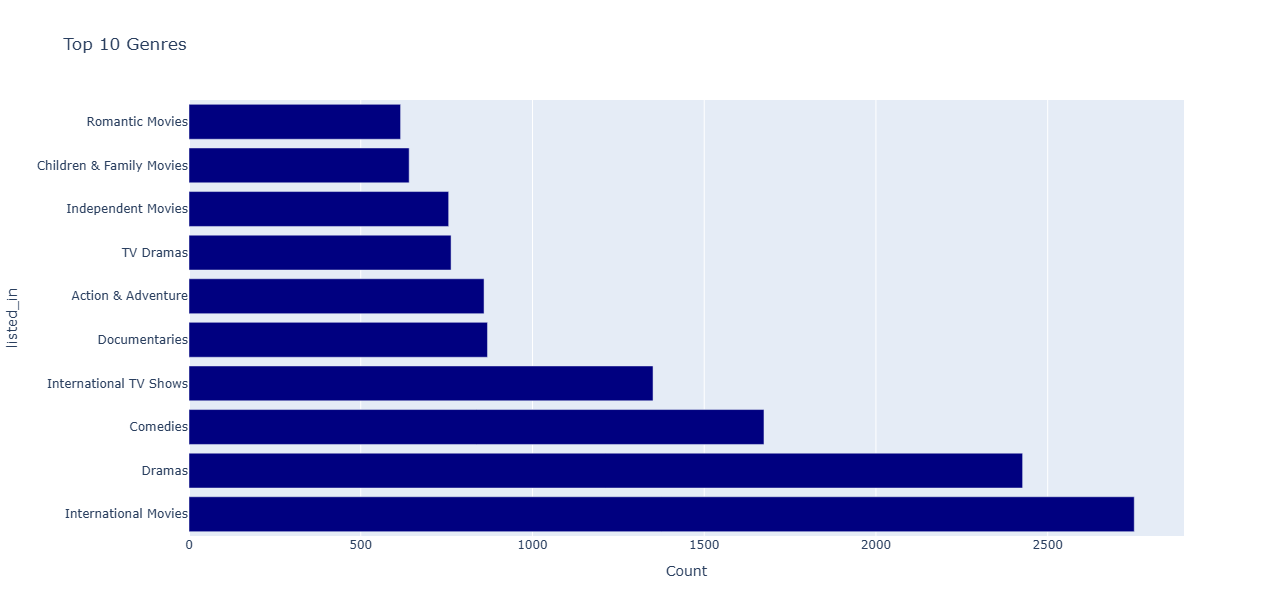 Top 10 Genres
Romantic Movies
Children & Family Movies
Independent Movies
TV Dramas
Action & Adventure
Documentaries
International TV Shows
Comedies
Dramas
International Movies
listed_in
0 500 1000 1500 2000 2500
Count